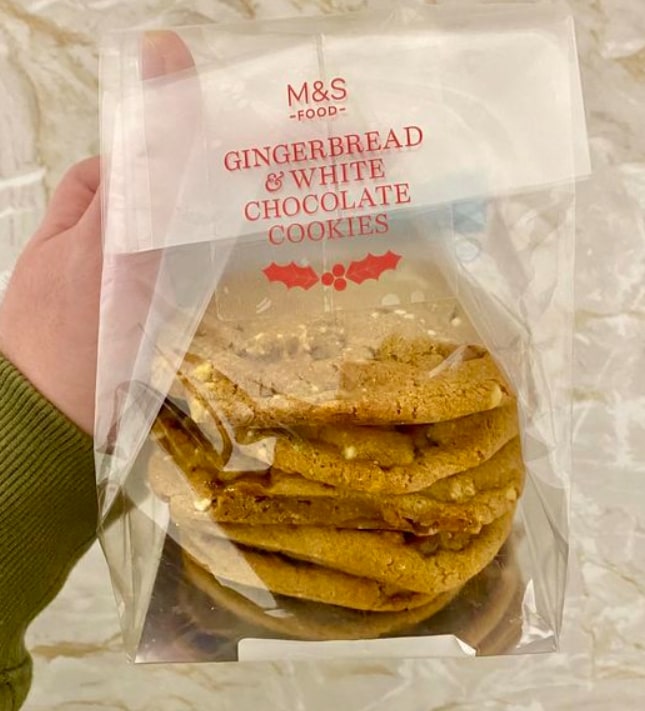 M&S
-FOOD-
GINGERBREAD
& WHITE
CHOCOLATE
COOKIES